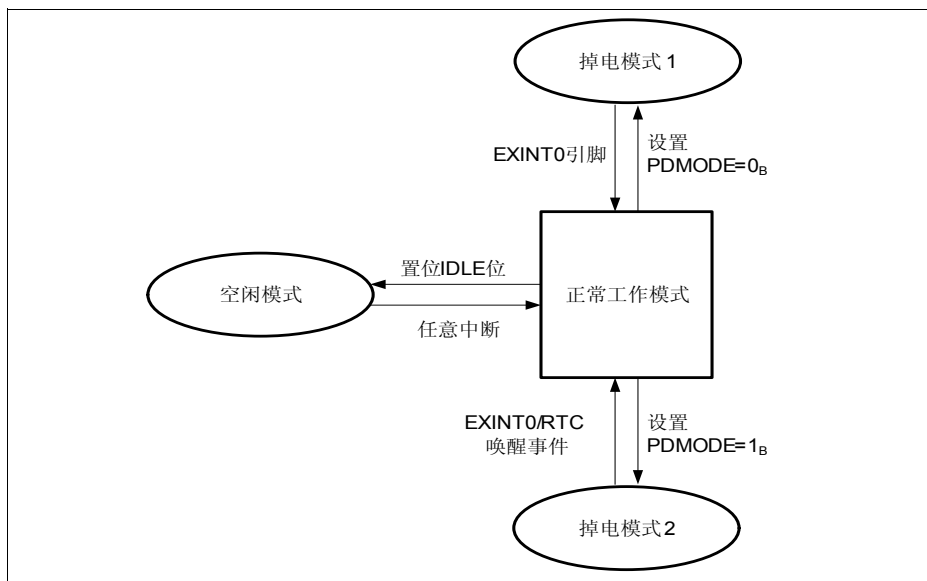 掉电模式 1
EXINT0引脚
设置
PDMODE=0B
置位IDLE位
空闲模式
正常工作模式
任意中断
EXINT0/RTC
唤醒事件
设置
PDMODE=1B
掉电模式 2